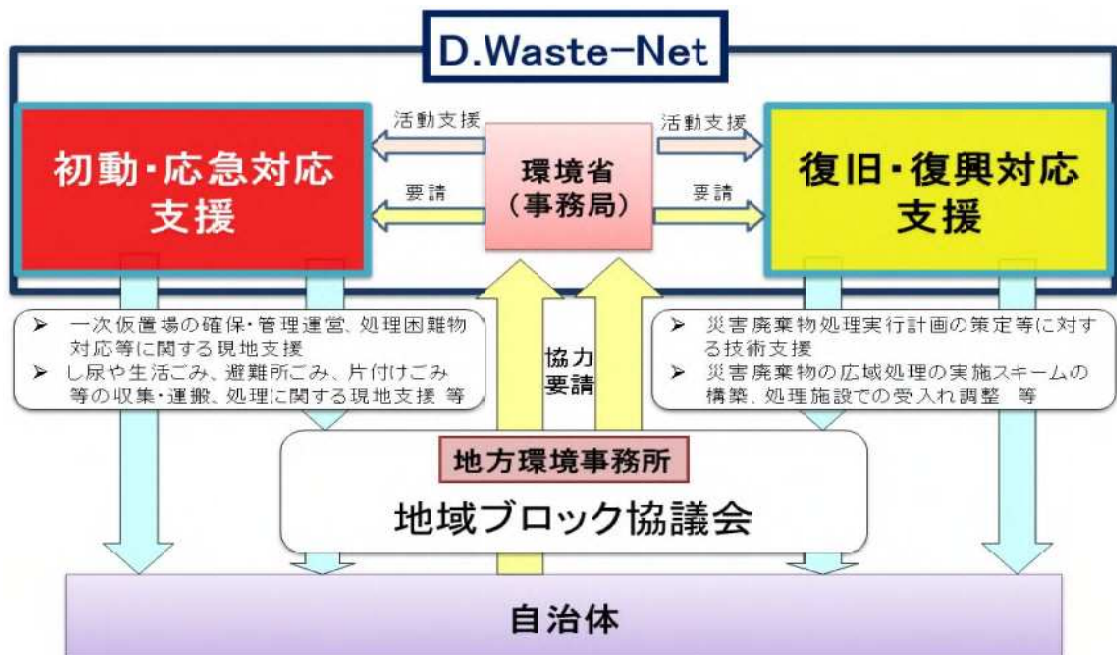 D.Waste-Net
初動・応急対応
支援
活動支援
要請
環境省
(事務局)
活動支援
要請
復旧・復興対応
支援
➢ 一次仮置場の確保・管理運営、処理困難物
対応等に関する現地支援
➢ し尿や生活ごみ、避難所ごみ、片付けごみ
等の収集・運搬、処理に関する現地支援 等
協力
要請
➢ 災害廃棄物処理実行計画の策定等に対す
る技術支援
➢ 災害廃棄物の広域処理の実施スキームの
構築、処理施設での受入れ調整 等
地方環境事務所
地域ブロック協議会
自治体